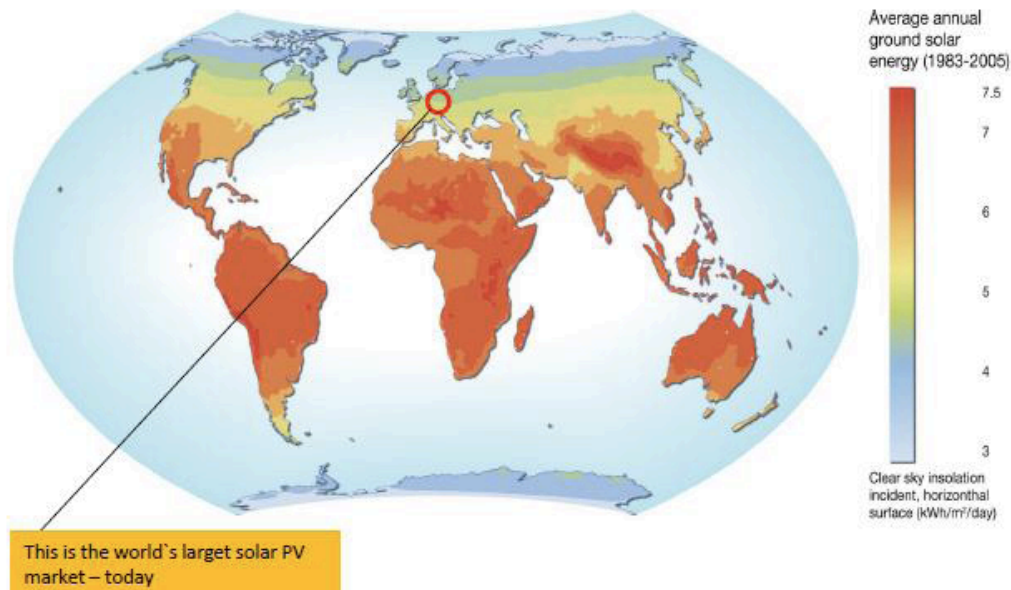 Average annual
ground solar
energy (1983-2005)
7.5
7
6
5
4
3
Clear sky insolation
incident, horizonthal
surface (kWh/m²/day)
This is the world`s larget solar PV
market – today